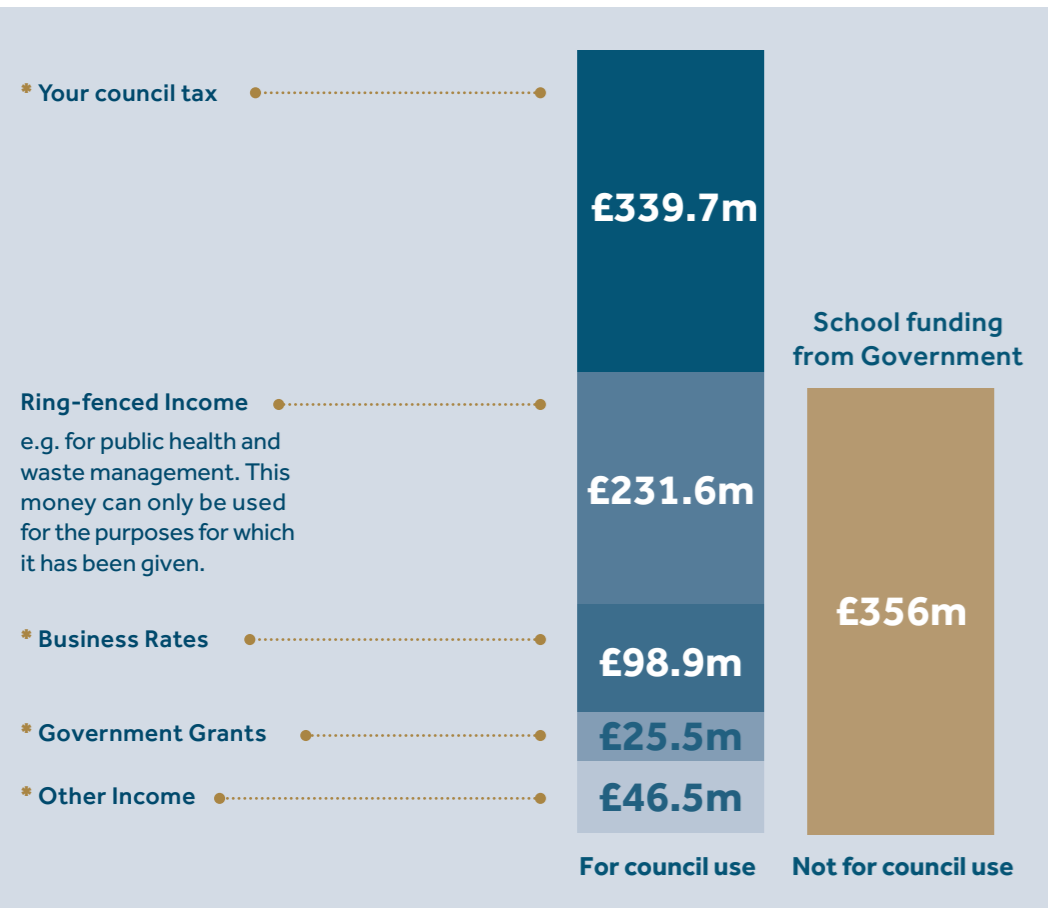 * Your council tax
£339.7m
School funding
from Government
Ring-fenced Income
e.g. for public health and
waste management. This
money can only be used
for the purposes for which
it has been given.
£231.6m
£356m
* Business Rates
£98.9m
* Government Grants
£25.5m
* Other Income
£46.5m
For council use
Not for council use